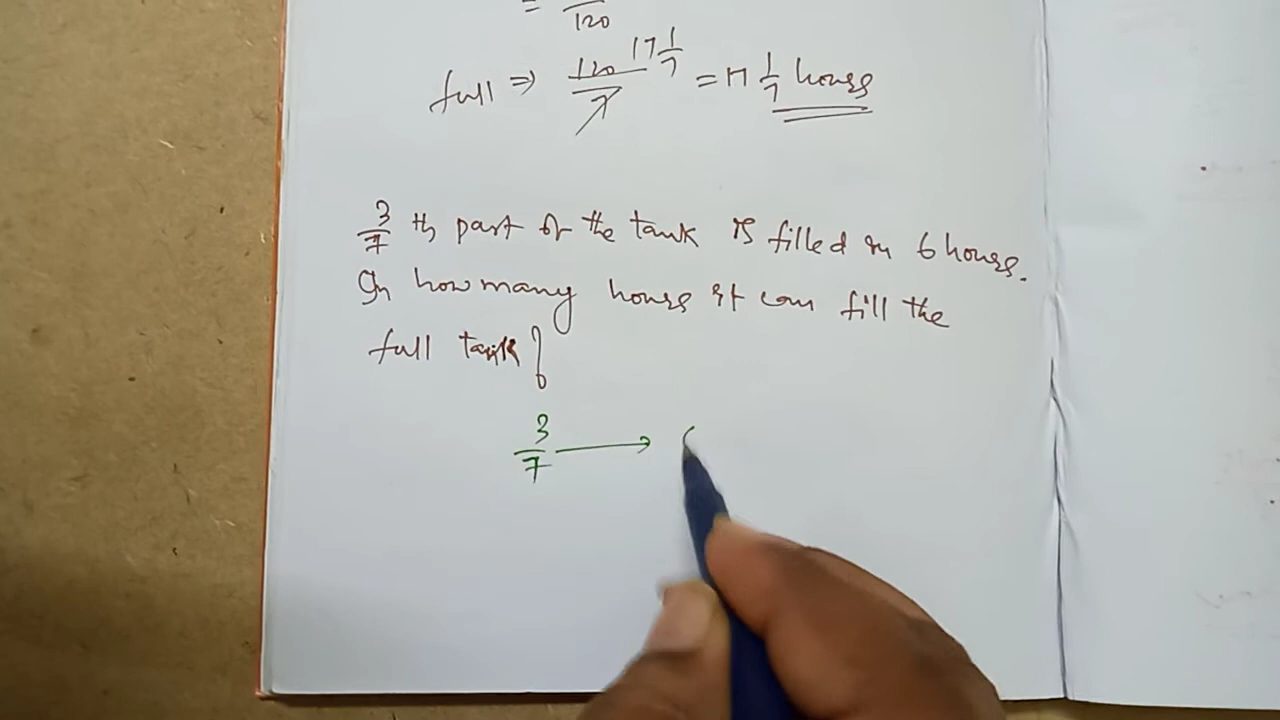 = 
120
full ⇒ 120/7 17 1/7 = 17 1/7 hours
3/7 th part of the tank is filled in 6 hours.
In how many hours it can fill the
full tank?
3/7 →